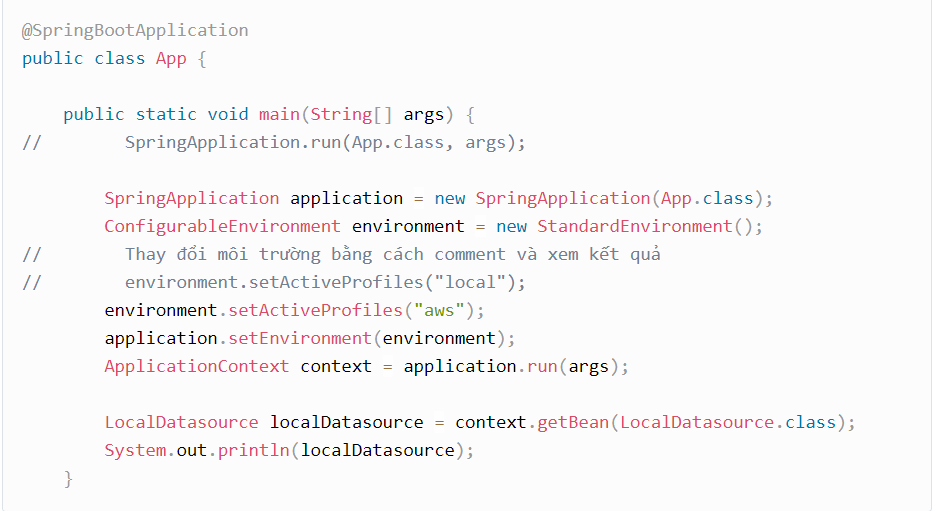 @SpringBootApplication
public class App {
    public static void main(String[] args) {
//        SpringApplication.run(App.class, args);
        SpringApplication application = new SpringApplication(App.class);
        ConfigurableEnvironment environment = new StandardEnvironment();
//        Thay đổi môi trường bằng cách comment và xem kết quả
//        environment.setActiveProfiles("local");
        environment.setActiveProfiles("aws");
        application.setEnvironment(environment);
        ApplicationContext context = application.run(args);
        LocalDatasource localDatasource = context.getBean(LocalDatasource.class);
        System.out.println(localDatasource);
    }